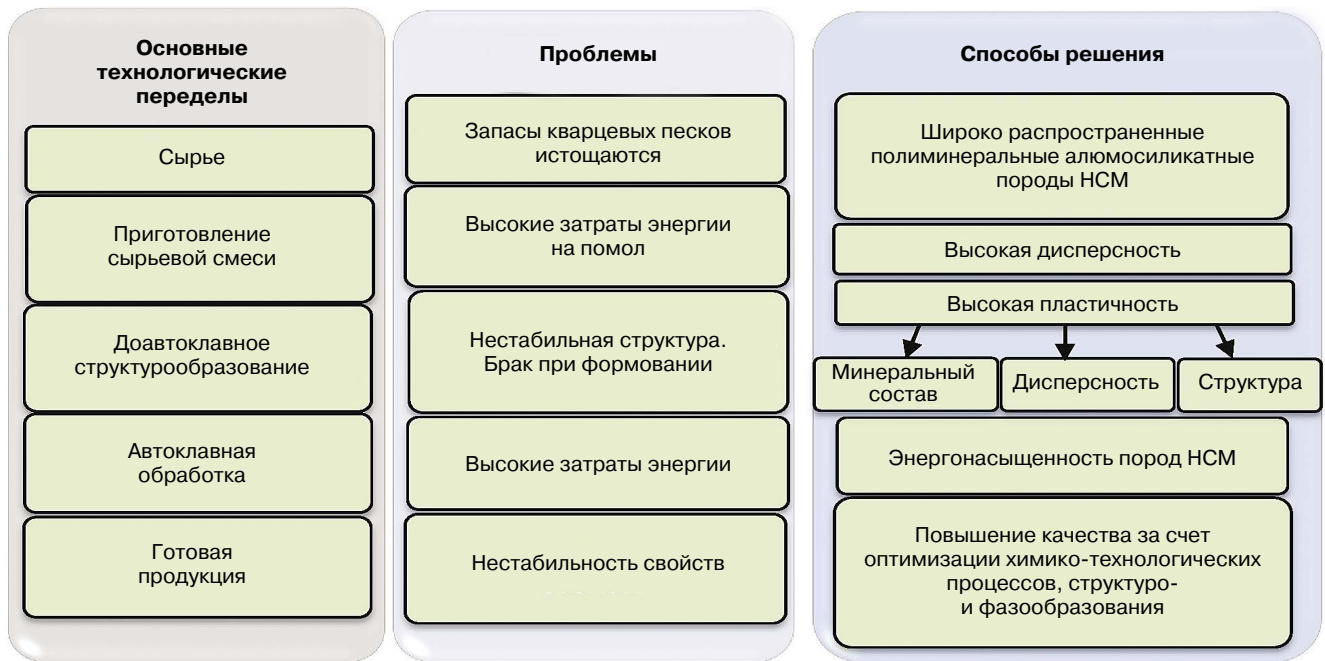 Основные
технологические
переделы
Сырье
Приготовление
сырьевой смеси
Доавтоклавное
структурообразование
Автоклавная
обработка
Готовая
продукция
Проблемы
Запасы кварцевых песков
истощаются
Высокие затраты энергии
на помол
Нестабильная структура.
Брак при формовании
Высокие затраты энергии
Нестабильность свойств
Способы решения
Широко распространенные
полиминеральные алюмосиликатные
породы НСМ
Высокая дисперсность
Высокая пластичность
Минеральный
состав
Дисперсность
Структура
Энергонасыщенность пород НСМ
Повышение качества за счет
оптимизации химико-технологических
процессов, структуро-
и фазообразования